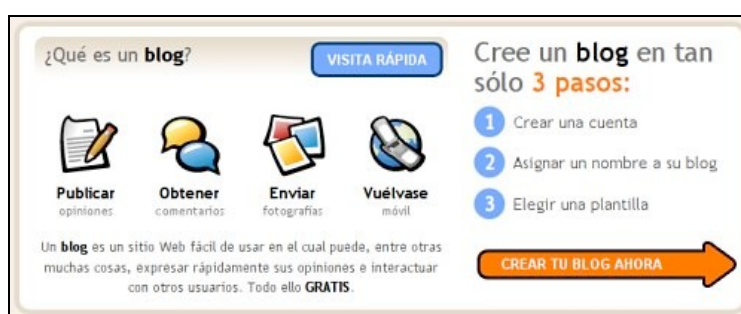 ¿Qué es un blog?
VISITA RÁPIDA
Publicar
opiniones
Obtener
comentarios
Enviar
fotografías
Vuélvase
móvil
Un blog es un sitio Web fácil de usar en el cual puede, entre otras
muchas cosas, expresar rápidamente sus opiniones e interactuar
con otros usuarios. Todo ello GRATIS.
Cree un blog en tan
sólo 3 pasos:
1 Crear una cuenta
2 Asignar un nombre a su blog
3 Elegir una plantilla
CREAR TU BLOG AHORA